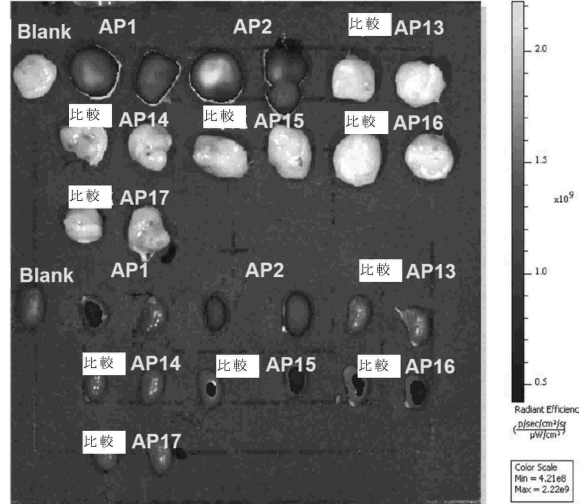 Blank AP1 AP2 比較 AP13
比較 AP14 比較 AP15 比較 AP16
比較 AP17
Blank AP1 AP2 比較 AP13
比較 AP14 比較 AP15 比較 AP16
比較 AP17
2.0
1.5
x10⁹
1.0
0.5
Radiant Efficienc
(p/sec/cm²/sr
µW/cm²)
Color Scale
Min = 4.21e8
Max = 2.22e9